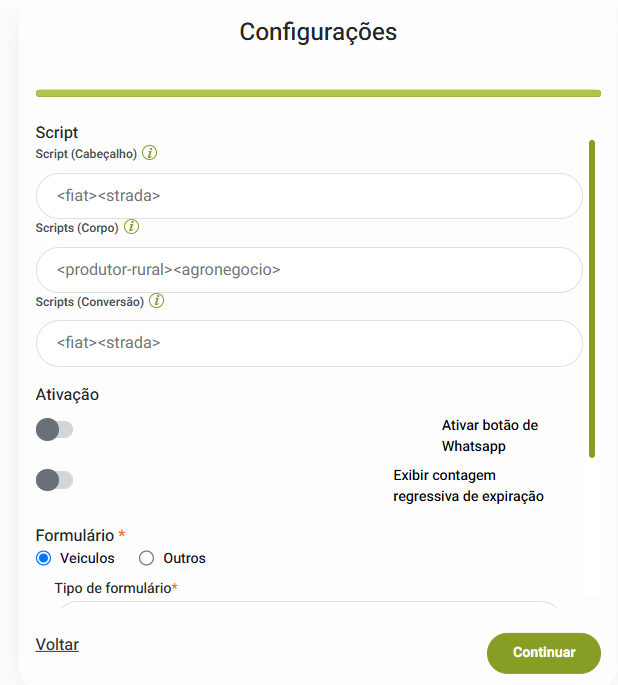 Configurações
Script
Script (Cabeçalho) i
<fiat><strada>
Scripts (Corpo) i
<produtor-rural><agronegocio>
Scripts (Conversão) i
<fiat><strada>
Ativação
Ativar botão de
Whatsapp
Exibir contagem
regressiva de expiração
Formulário *
Veiculos Outros
Tipo de formulário*
Voltar
Continuar